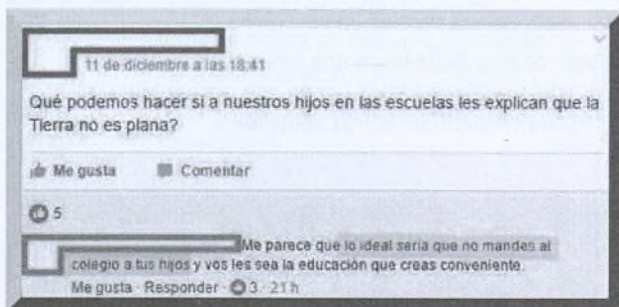 11 de diciembre a las 18:41
Qué podemos hacer si a nuestros hijos en las escuelas les explican que la
Tierra no es plana?
Me gusta Comentar
5
Me parece que lo ideal sería que no mandes al
colegio a tus hijos y vos les sea la educación que creas conveniente.
Me gusta · Responder · 3 · 21 h